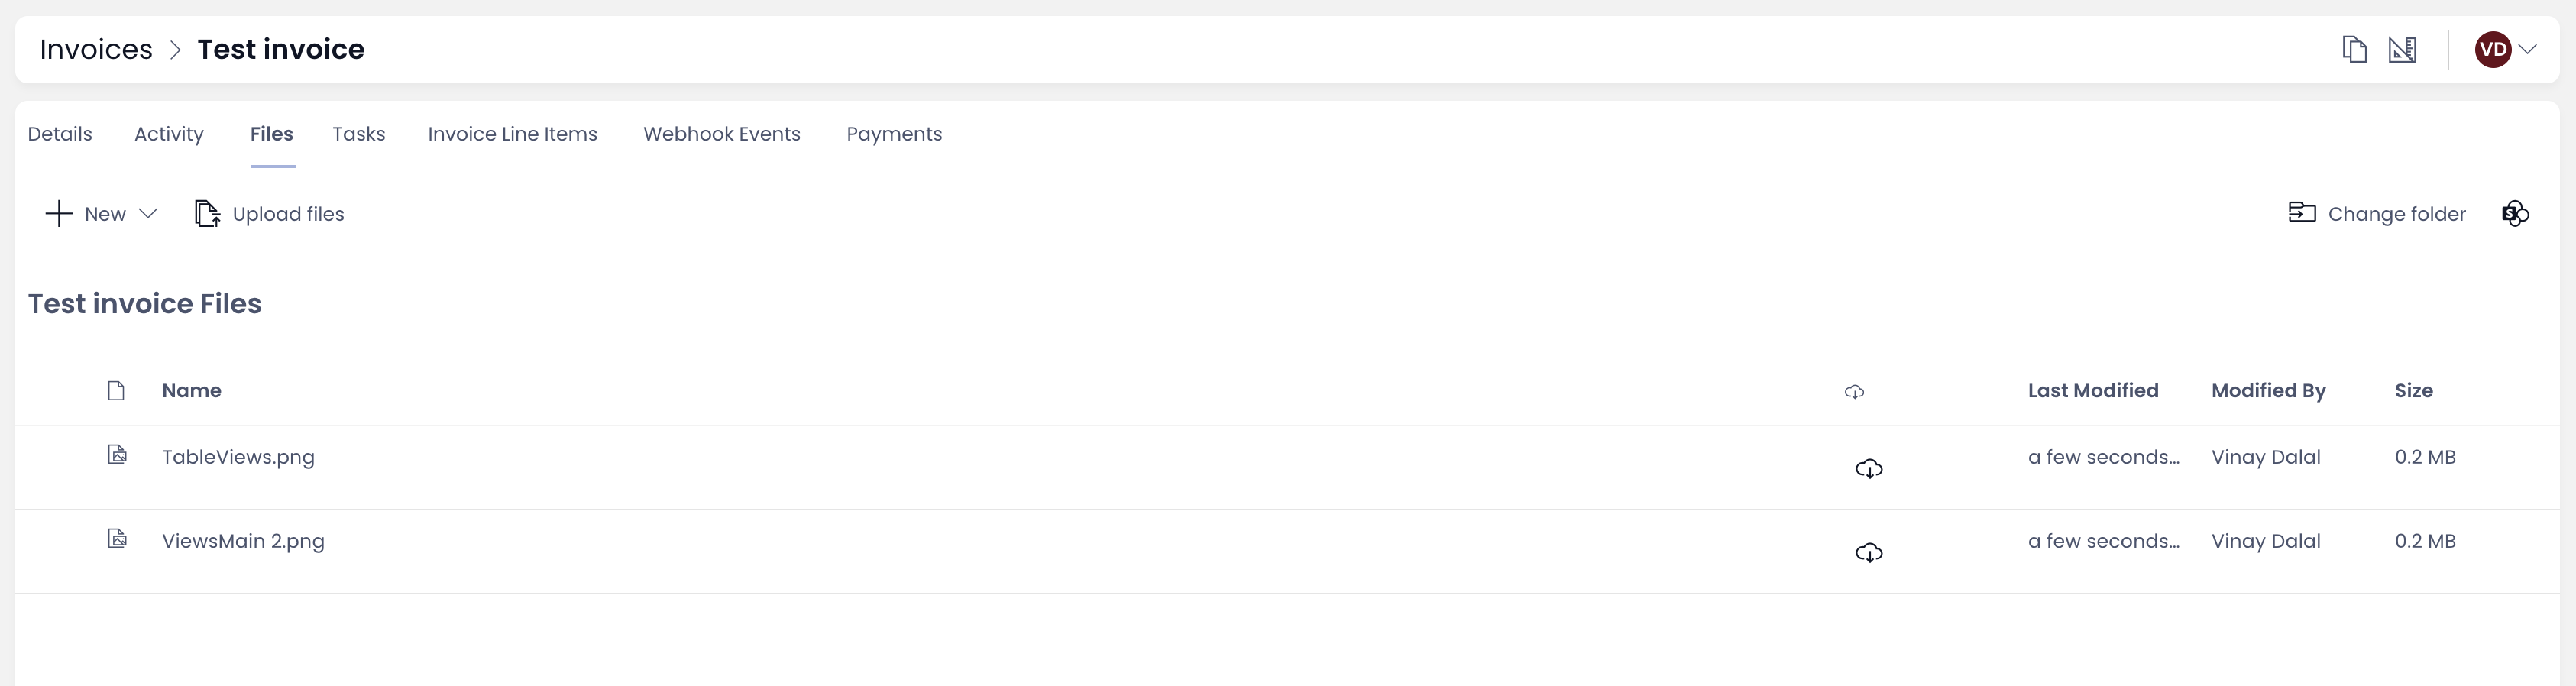 Invoices > Test invoice
VD
Details Activity Files Tasks Invoice Line Items Webhook Events Payments
New Upload files Change folder S
Test invoice Files
Name Last Modified Modified By Size
TableViews.png a few seconds... Vinay Dalal 0.2 MB
ViewsMain 2.png a few seconds... Vinay Dalal 0.2 MB